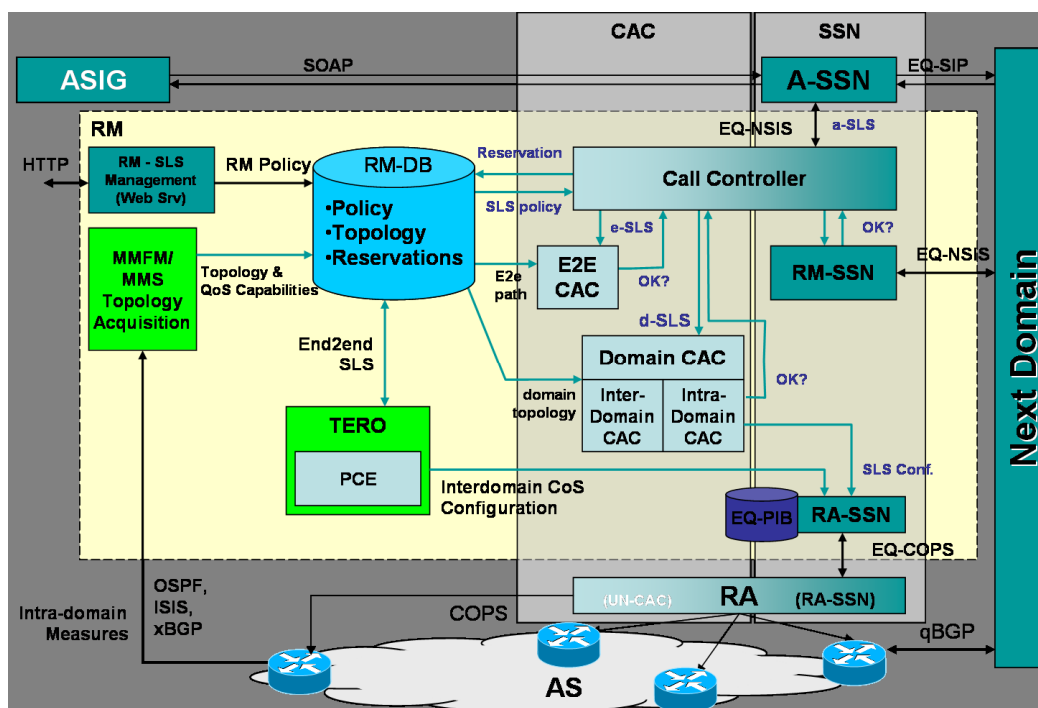 CAC
SSN
ASIG
SOAP
A-SSN
EQ-SIP
RM
EQ-NSIS
a-SLS
HTTP
RM - SLS
Management
(Web Srv)
RM Policy
RM-DB
•Policy
•Topology
•Reservations
Reservation
SLS policy
Call Controller
e-SLS
OK?
MMFM/
MMS
Topology
Acquisition
Topology &
QoS Capabilities
E2e
path
E2E
CAC
OK?
RM-SSN
EQ-NSIS
d-SLS
End2end
SLS
Domain CAC
domain
topology
Inter-
Domain
CAC
Intra-
Domain
CAC
OK?
TERO
PCE
Interdomain CoS
Configuration
SLS Conf.
EQ-PIB
RA-SSN
EQ-COPS
Next Domain
(UN-CAC)
RA
(RA-SSN)
OSPF,
ISIS,
xBGP
Intra-domain
Measures
COPS
qBGP
AS